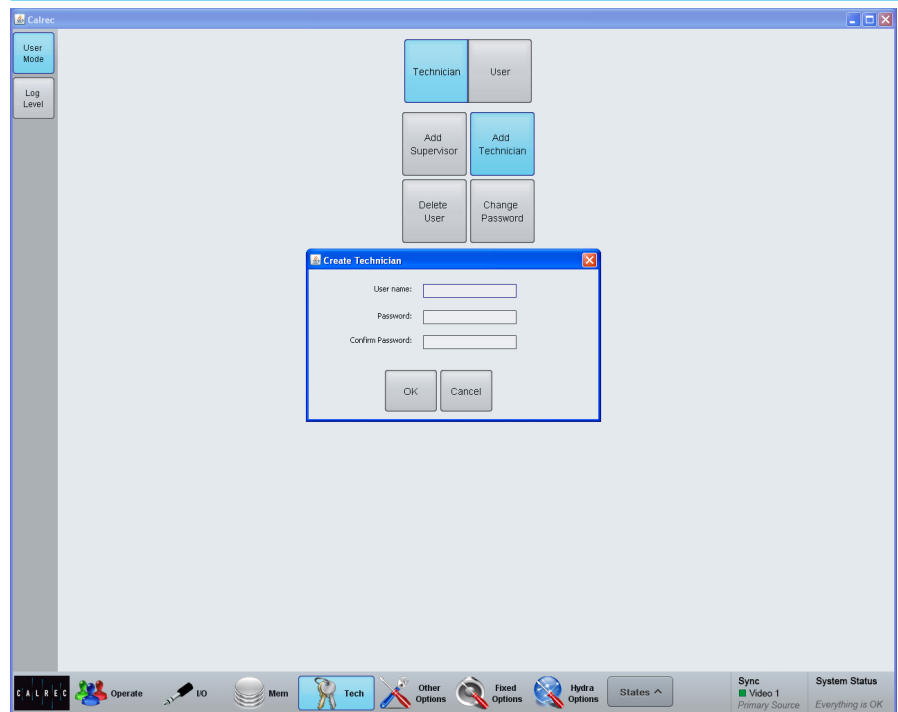 Calrec
User
Mode
Log
Level
Technician
User
Add
Supervisor
Add
Technician
Delete
User
Change
Password
Create Technician
User name:
Password:
Confirm Password:
OK
Cancel
CALREC
Operate
I/O
Mem
Tech
Other
Options
Fixed
Options
Hydra
Options
States ^
Sync
Video 1
Primary Source
System Status
Everything is OK